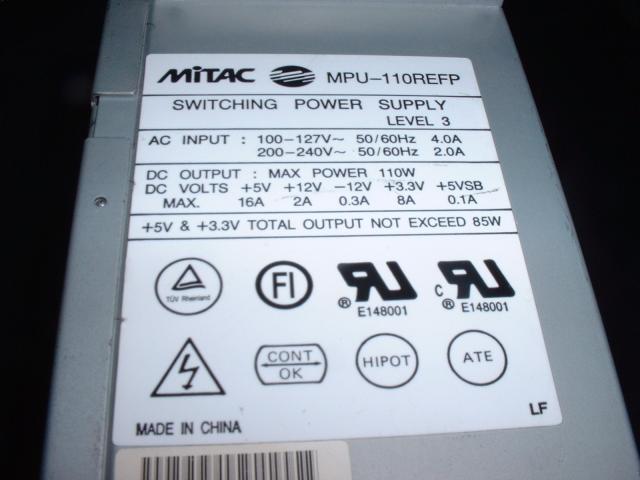 MiTAC MPU-110REFP
SWITCHING POWER SUPPLY
LEVEL 3
AC INPUT : 100-127V~ 50/60Hz 4.0A
200-240V~ 50/60Hz 2.0A
DC OUTPUT : MAX POWER 110W
DC VOLTS +5V +12V -12V +3.3V +5VSB
MAX. 16A 2A 0.3A 8A 0.1A
+5V & +3.3V TOTAL OUTPUT NOT EXCEED 85W
TÜV Rheinland
FI
® E148001
C ® E148001
CONT
OK
HIPOT
ATE
LF
MADE IN CHINA